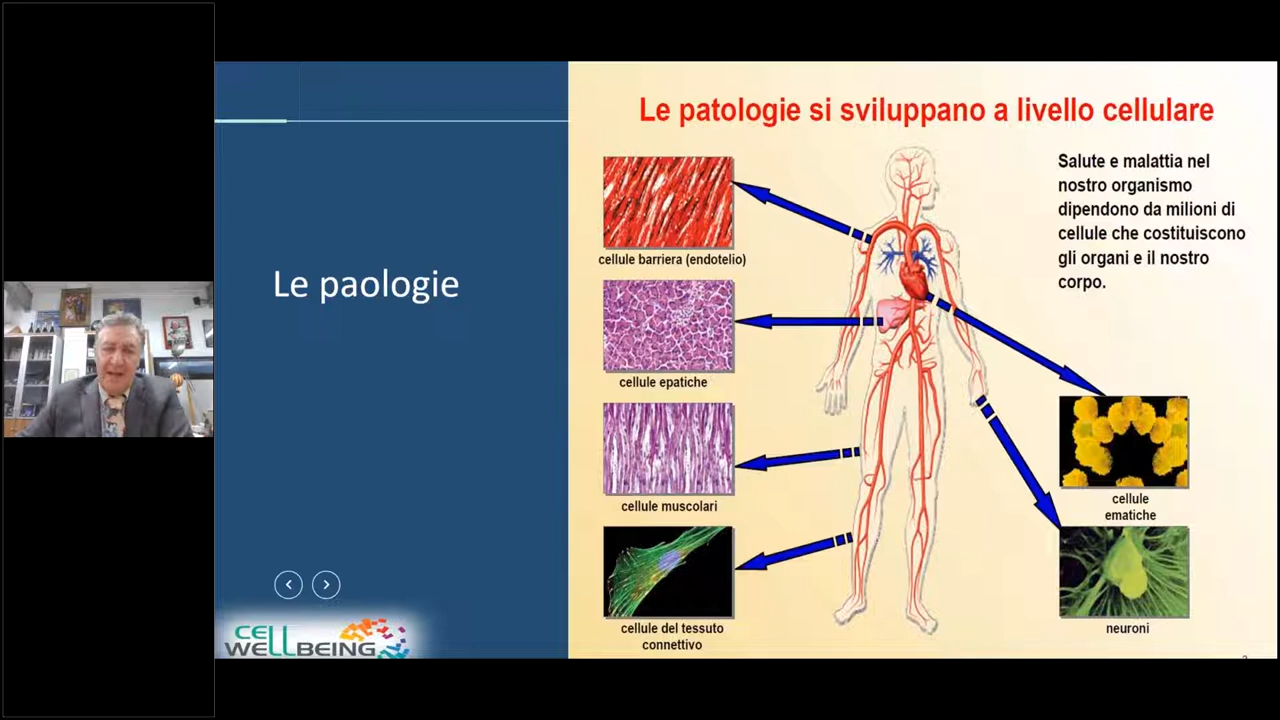 Le paologie
CELL
WELLBEING
Le patologie si sviluppano a livello cellulare
Salute e malattia nel
nostro organismo
dipendono da milioni di
cellule che costituiscono
gli organi e il nostro
corpo.
cellule barriera (endotelio)
cellule epatiche
cellule muscolari
cellule del tessuto
connettivo
cellule
ematiche
neuroni